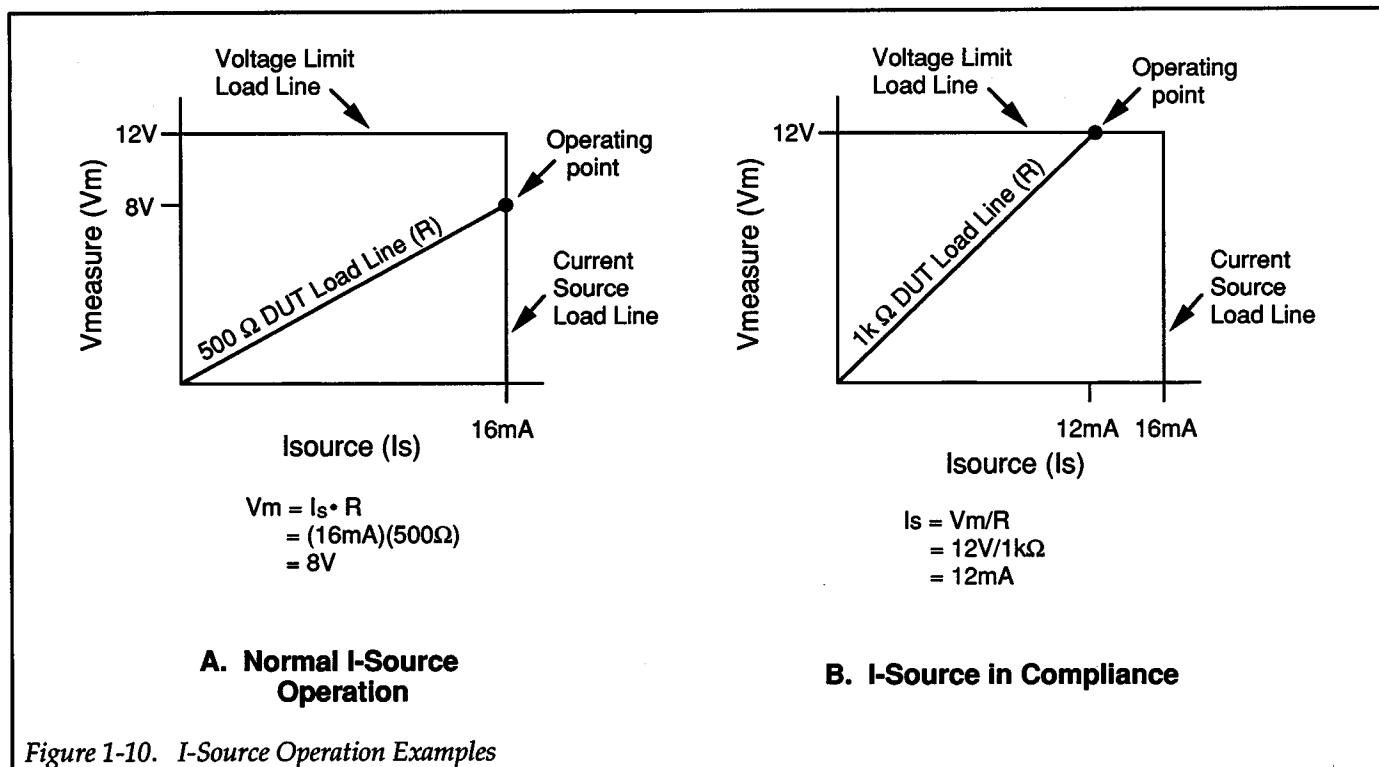 Voltage Limit
Load Line
Operating
point
12V
8V
Vmeasure (Vm)
500 Ω DUT Load Line (R)
Current
Source
Load Line
16mA
Isource (Is)
Vm = Is• R
= (16mA)(500Ω)
= 8V
A. Normal I-Source
Operation
Voltage Limit
Load Line
Operating
point
12V
Vmeasure (Vm)
1k Ω DUT Load Line (R)
Current
Source
Load Line
12mA 16mA
Isource (Is)
Is = Vm/R
= 12V/1kΩ
= 12mA
B. I-Source in Compliance
Figure 1-10. I-Source Operation Examples